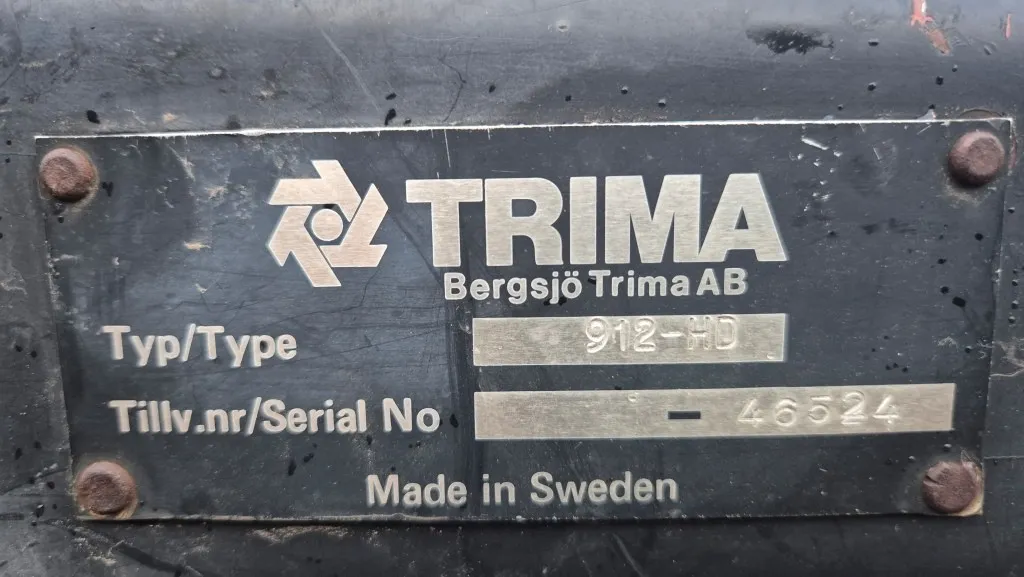 TRIMA
Bergsjö Trima AB
Typ/Type 912-HD
Tillv.nr/Serial No - 46524
Made in Sweden